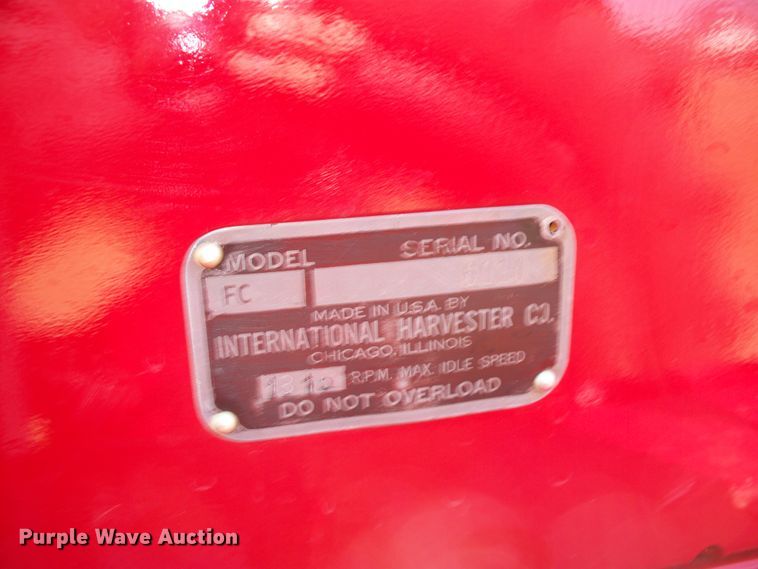 MODEL SERIAL NO.
FC
MADE IN U.S.A. BY
INTERNATIONAL HARVESTER CO.
CHICAGO, ILLINOIS
R.P.M. MAX. IDLE SPEED
DO NOT OVERLOAD
Purple Wave Auction